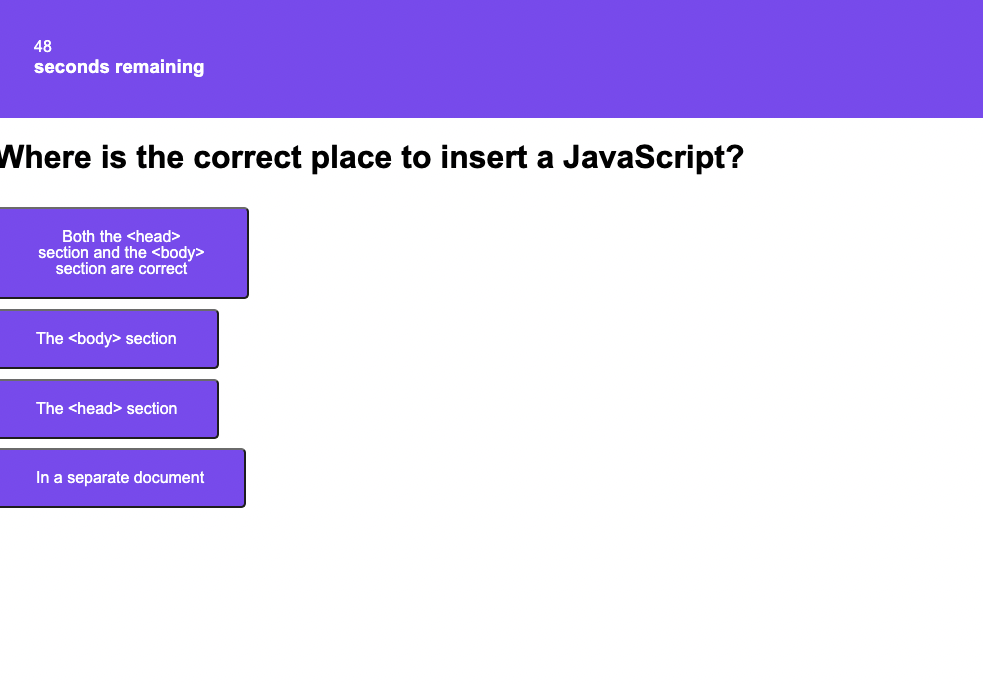 48
seconds remaining
Where is the correct place to insert a JavaScript?
Both the <head>
section and the <body>
section are correct
The <body> section
The <head> section
In a separate document